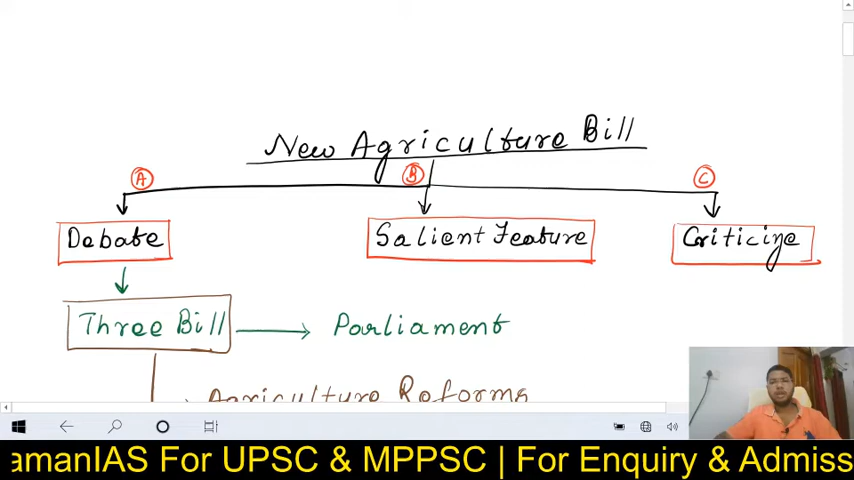 New Agriculture Bill
A B C
Debate Salient Feature Criticize
Three Bill Parliament
Agriculture Reforms
amanIAS For UPSC & MPPSC | For Enquiry & Admiss